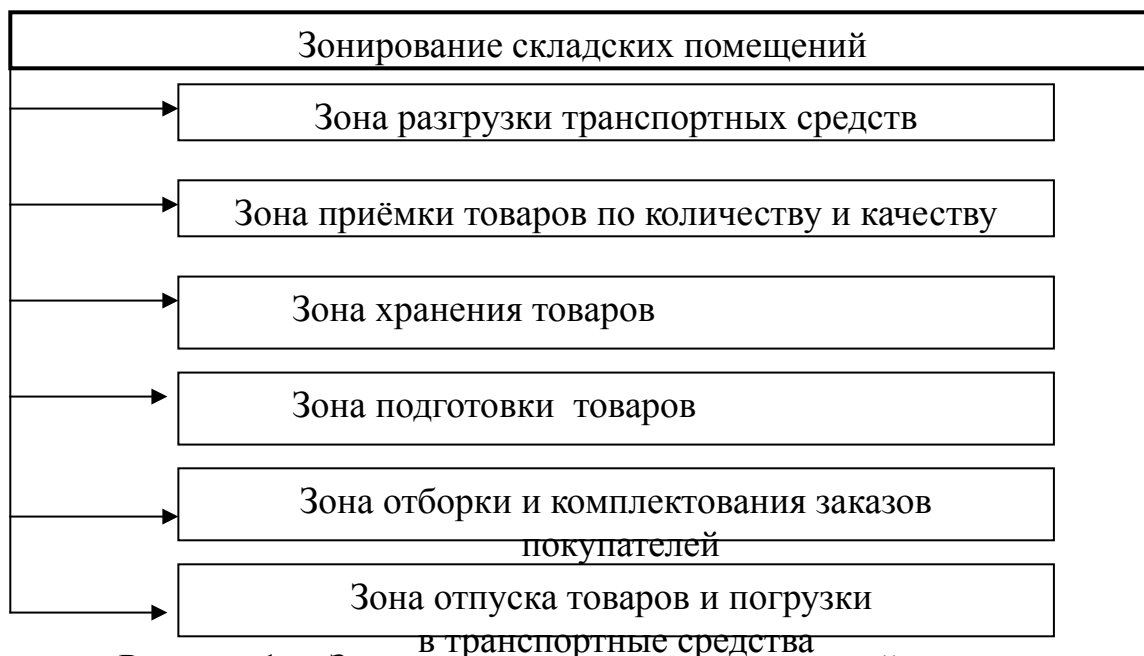 Зонирование складских помещений
Зона разгрузки транспортных средств
Зона приёмки товаров по количеству и качеству
Зона хранения товаров
Зона подготовки  товаров
Зона отборки и комплектования заказов
покупателей
Зона отпуска товаров и погрузки
в транспортные средства